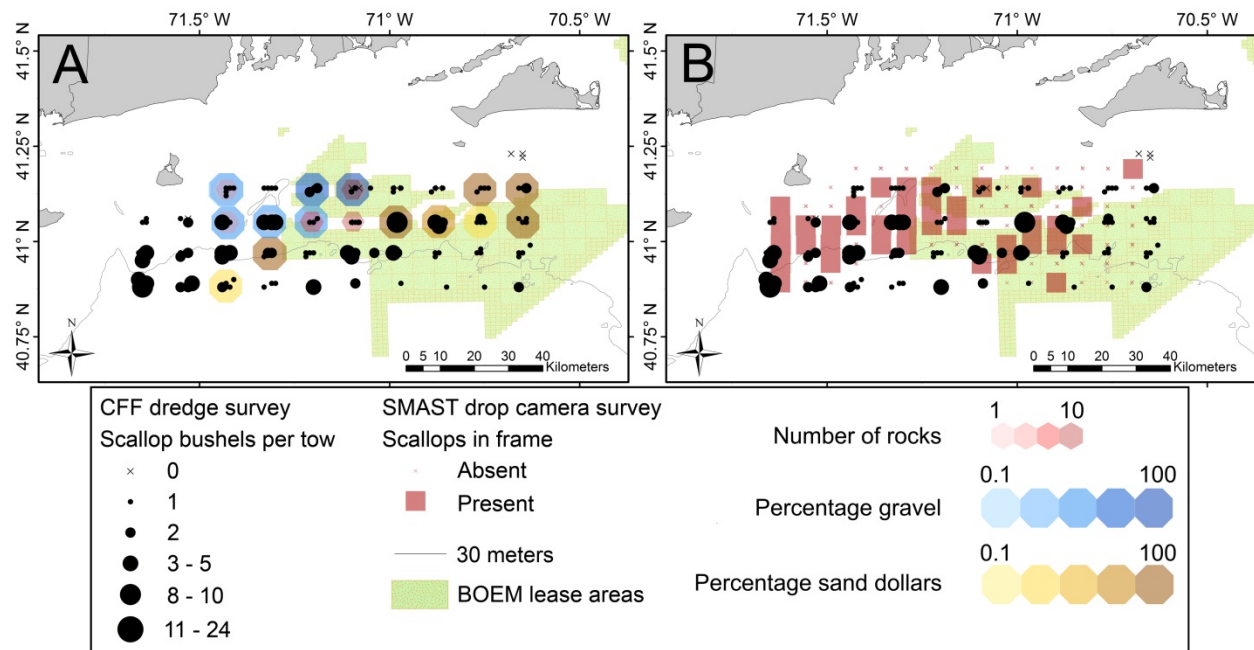 71.5°W 71°W 70.5°W 71.5°W 71°W 70.5°W
A
B
41.5° N
41.25° N
41° N
40.75° N
41.5° N
41.25° N
41° N
40.75° N
N
0 5 10 20 30 40
Kilometers
N
0 5 10 20 30 40
Kilometers
CFF dredge survey
Scallop bushels per tow
0
1
2
3 - 5
8 - 10
11 - 24
SMAST drop camera survey
Scallops in frame
Absent
Present
30 meters
BOEM lease areas
1 10
Number of rocks
0.1 100
Percentage gravel
0.1 100
Percentage sand dollars